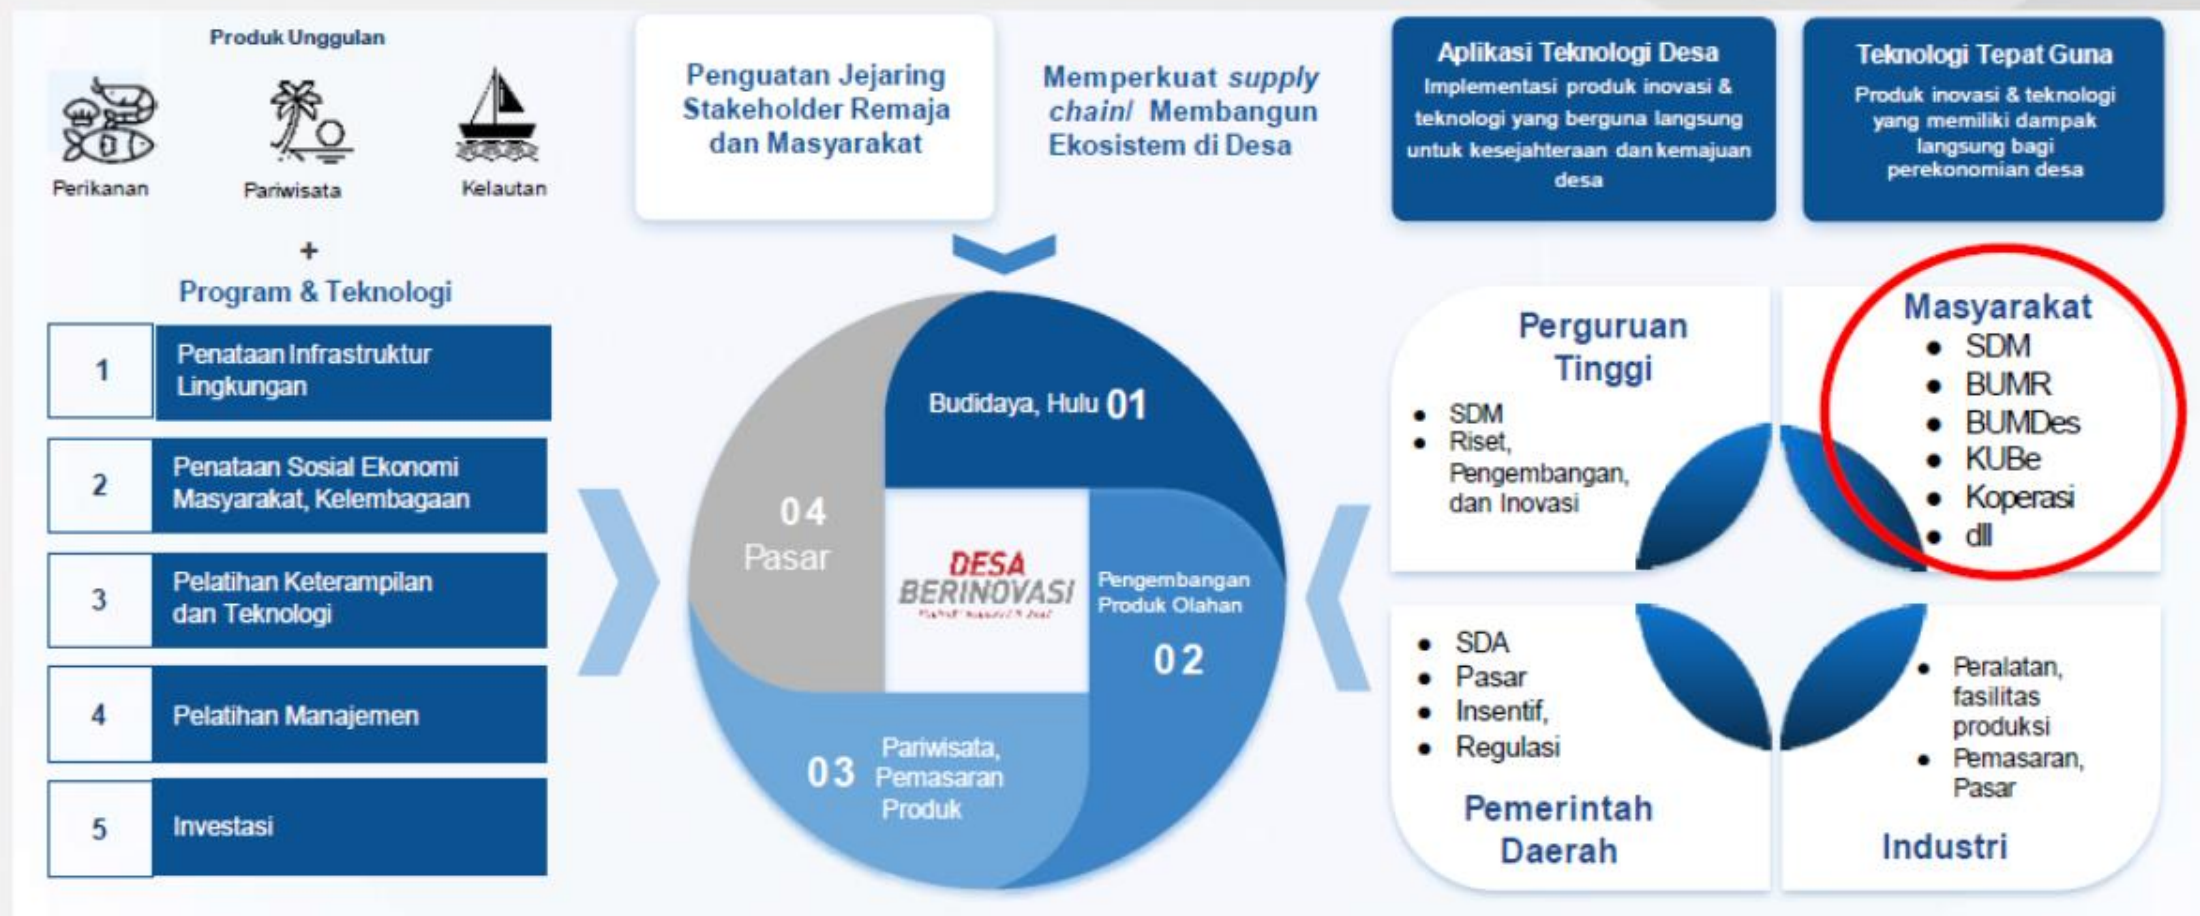 Produk Unggulan
Perikanan
Pariwisata
Kelautan
+
Program & Teknologi
1
Penataan Infrastruktur
Lingkungan
2
Penataan Sosial Ekonomi
Masyarakat, Kelembagaan
3
Pelatihan Keterampilan
dan Teknologi
4
Pelatihan Manajemen
5
Investasi
Penguatan Jejaring
Stakeholder Remaja
dan Masyarakat
Memperkuat supply
chain/ Membangun
Ekosistem di Desa
Budidaya, Hulu 01
Pengembangan
Produk Olahan
02
03 Pariwisata,
Pemasaran
Produk
04
Pasar
DESA
BERINOVASI
Aplikasi Teknologi Desa
Implementasi produk inovasi &
teknologi yang berguna langsung
untuk kesejahteraan dan kemajuan
desa
Teknologi Tepat Guna
Produk inovasi & teknologi
yang memiliki dampak
langsung bagi
perekonomian desa
Perguruan
Tinggi
● SDM
● Riset,
Pengembangan,
dan Inovasi
Masyarakat
● SDM
● BUMR
● BUMDes
● KUBe
● Koperasi
● dll
● SDA
● Pasar
● Insentif,
● Regulasi
Pemerintah
Daerah
● Peralatan,
fasilitas
produksi
● Pemasaran,
Pasar
Industri